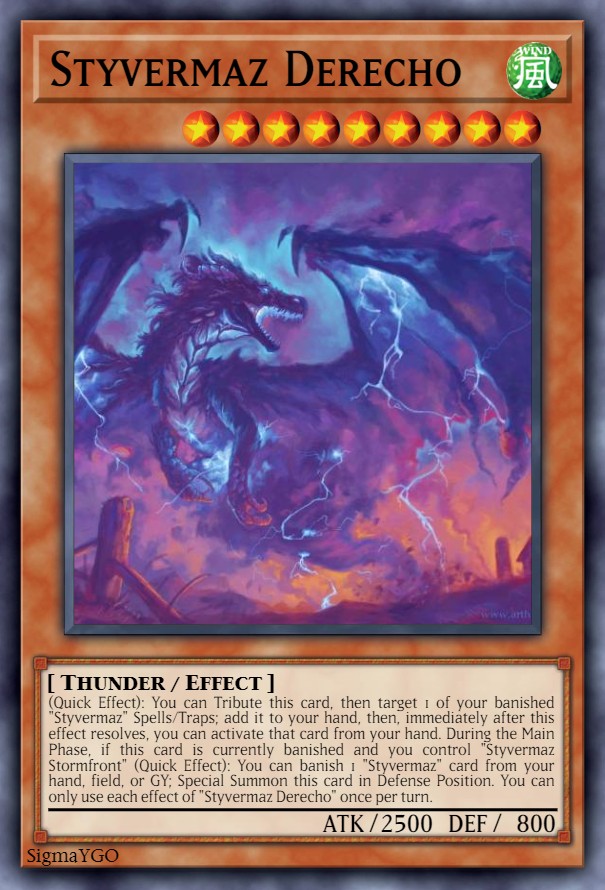 STYVERMAZ DERECHO
WIND
風
www.arth
[ THUNDER / EFFECT ]
(Quick Effect): You can Tribute this card, then target 1 of your banished
"Styvermaz" Spells/Traps; add it to your hand, then, immediately after this
effect resolves, you can activate that card from your hand. During the Main
Phase, if this card is currently banished and you control "Styvermaz
Stormfront" (Quick Effect): You can banish 1 "Styvermaz" card from your
hand, field, or GY; Special Summon this card in Defense Position. You can
only use each effect of "Styvermaz Derecho" once per turn.
ATK / 2500 DEF / 800
SigmaYGO